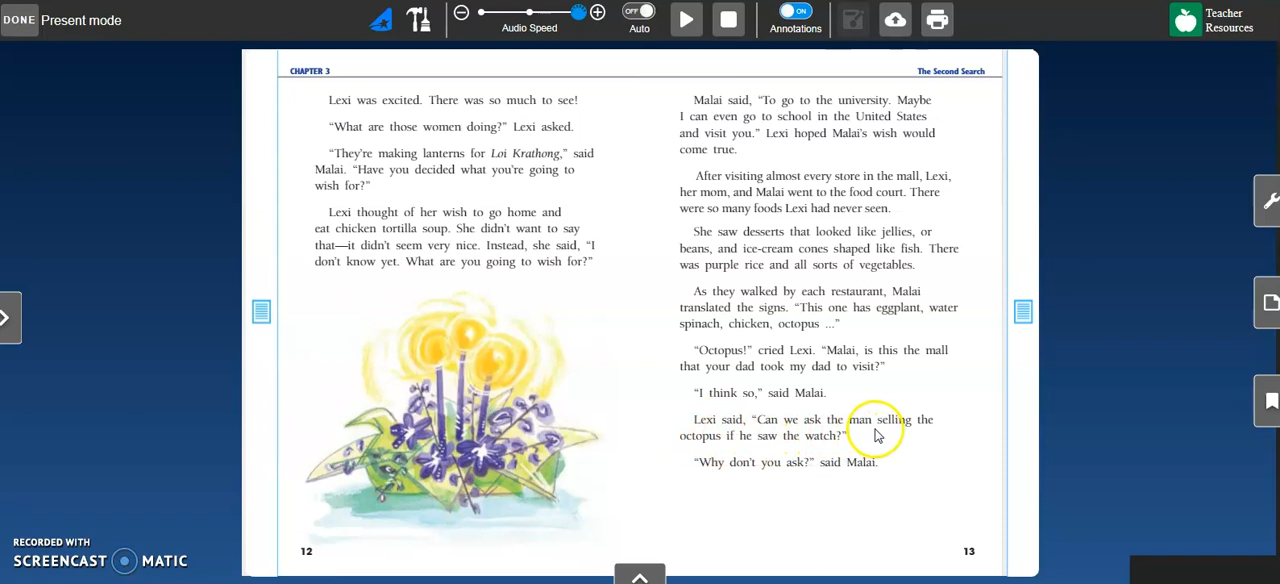 DONE Present mode
Audio Speed
OFF
Auto
ON
Annotations
Teacher
Resources
CHAPTER 3
The Second Search
Lexi was excited. There was so much to see!
“What are those women doing?” Lexi asked.
“They’re making lanterns for Loi Krathong,” said
Malai. “Have you decided what you’re going to
wish for?”
Lexi thought of her wish to go home and
eat chicken tortilla soup. She didn’t want to say
that—it didn’t seem very nice. Instead, she said, “I
don’t know yet. What are you going to wish for?”
12
Malai said, “To go to the university. Maybe
I can even go to school in the United States
and visit you.” Lexi hoped Malai’s wish would
come true.
After visiting almost every store in the mall, Lexi,
her mom, and Malai went to the food court. There
were so many foods Lexi had never seen.
She saw desserts that looked like jellies, or
beans, and ice-cream cones shaped like fish. There
was purple rice and all sorts of vegetables.
As they walked by each restaurant, Malai
translated the signs. “This one has eggplant, water
spinach, chicken, octopus ...”
“Octopus!” cried Lexi. “Malai, is this the mall
that your dad took my dad to visit?”
“I think so,” said Malai.
Lexi said, “Can we ask the man selling the
octopus if he saw the watch?”
“Why don’t you ask?” said Malai.
13
RECORDED WITH
SCREENCAST MATIC